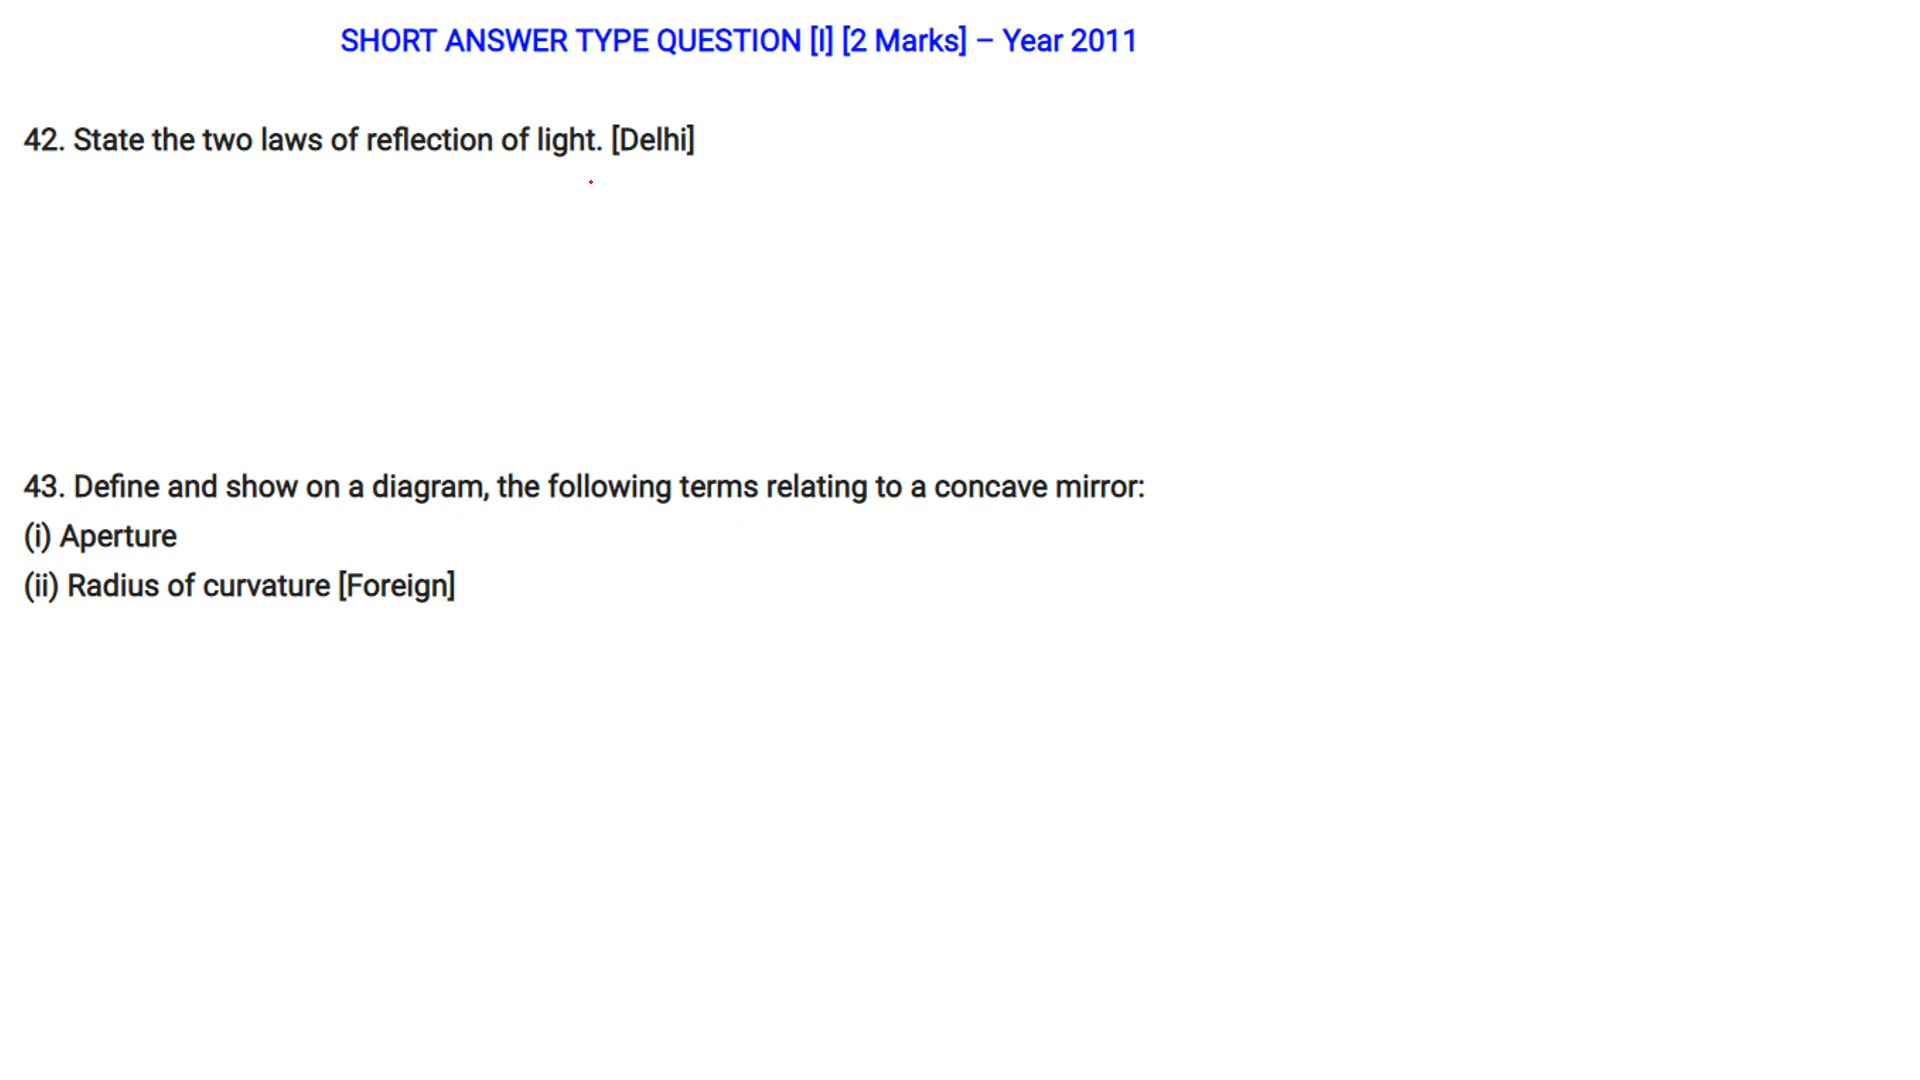 SHORT ANSWER TYPE QUESTION [I] [2 Marks] – Year 2011
42. State the two laws of reflection of light. [Delhi]
43. Define and show on a diagram, the following terms relating to a concave mirror:
(i) Aperture
(ii) Radius of curvature [Foreign]